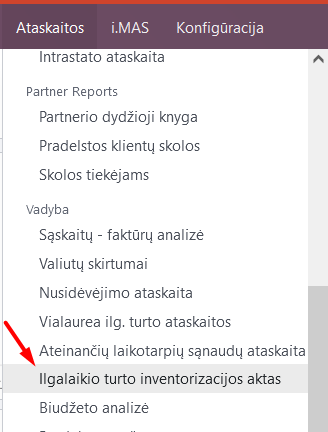 Ataskaitos i.MAS Konfigūracija
Intrastato ataskaita
Partner Reports
Partnerio dydžioji knyga
Pradelstos klientų skolos
Skolos tiekėjams
Vadyba
Sąskaitų - faktūrų analizė
Valiutų skirtumai
Nusidėvėjimo ataskaita
Vialaurea ilg. turto ataskaitos
Ateinančių laikotarpių sąnaudų ataskaita
Ilgalaikio turto inventorizacijos aktas
Biudžeto analizė